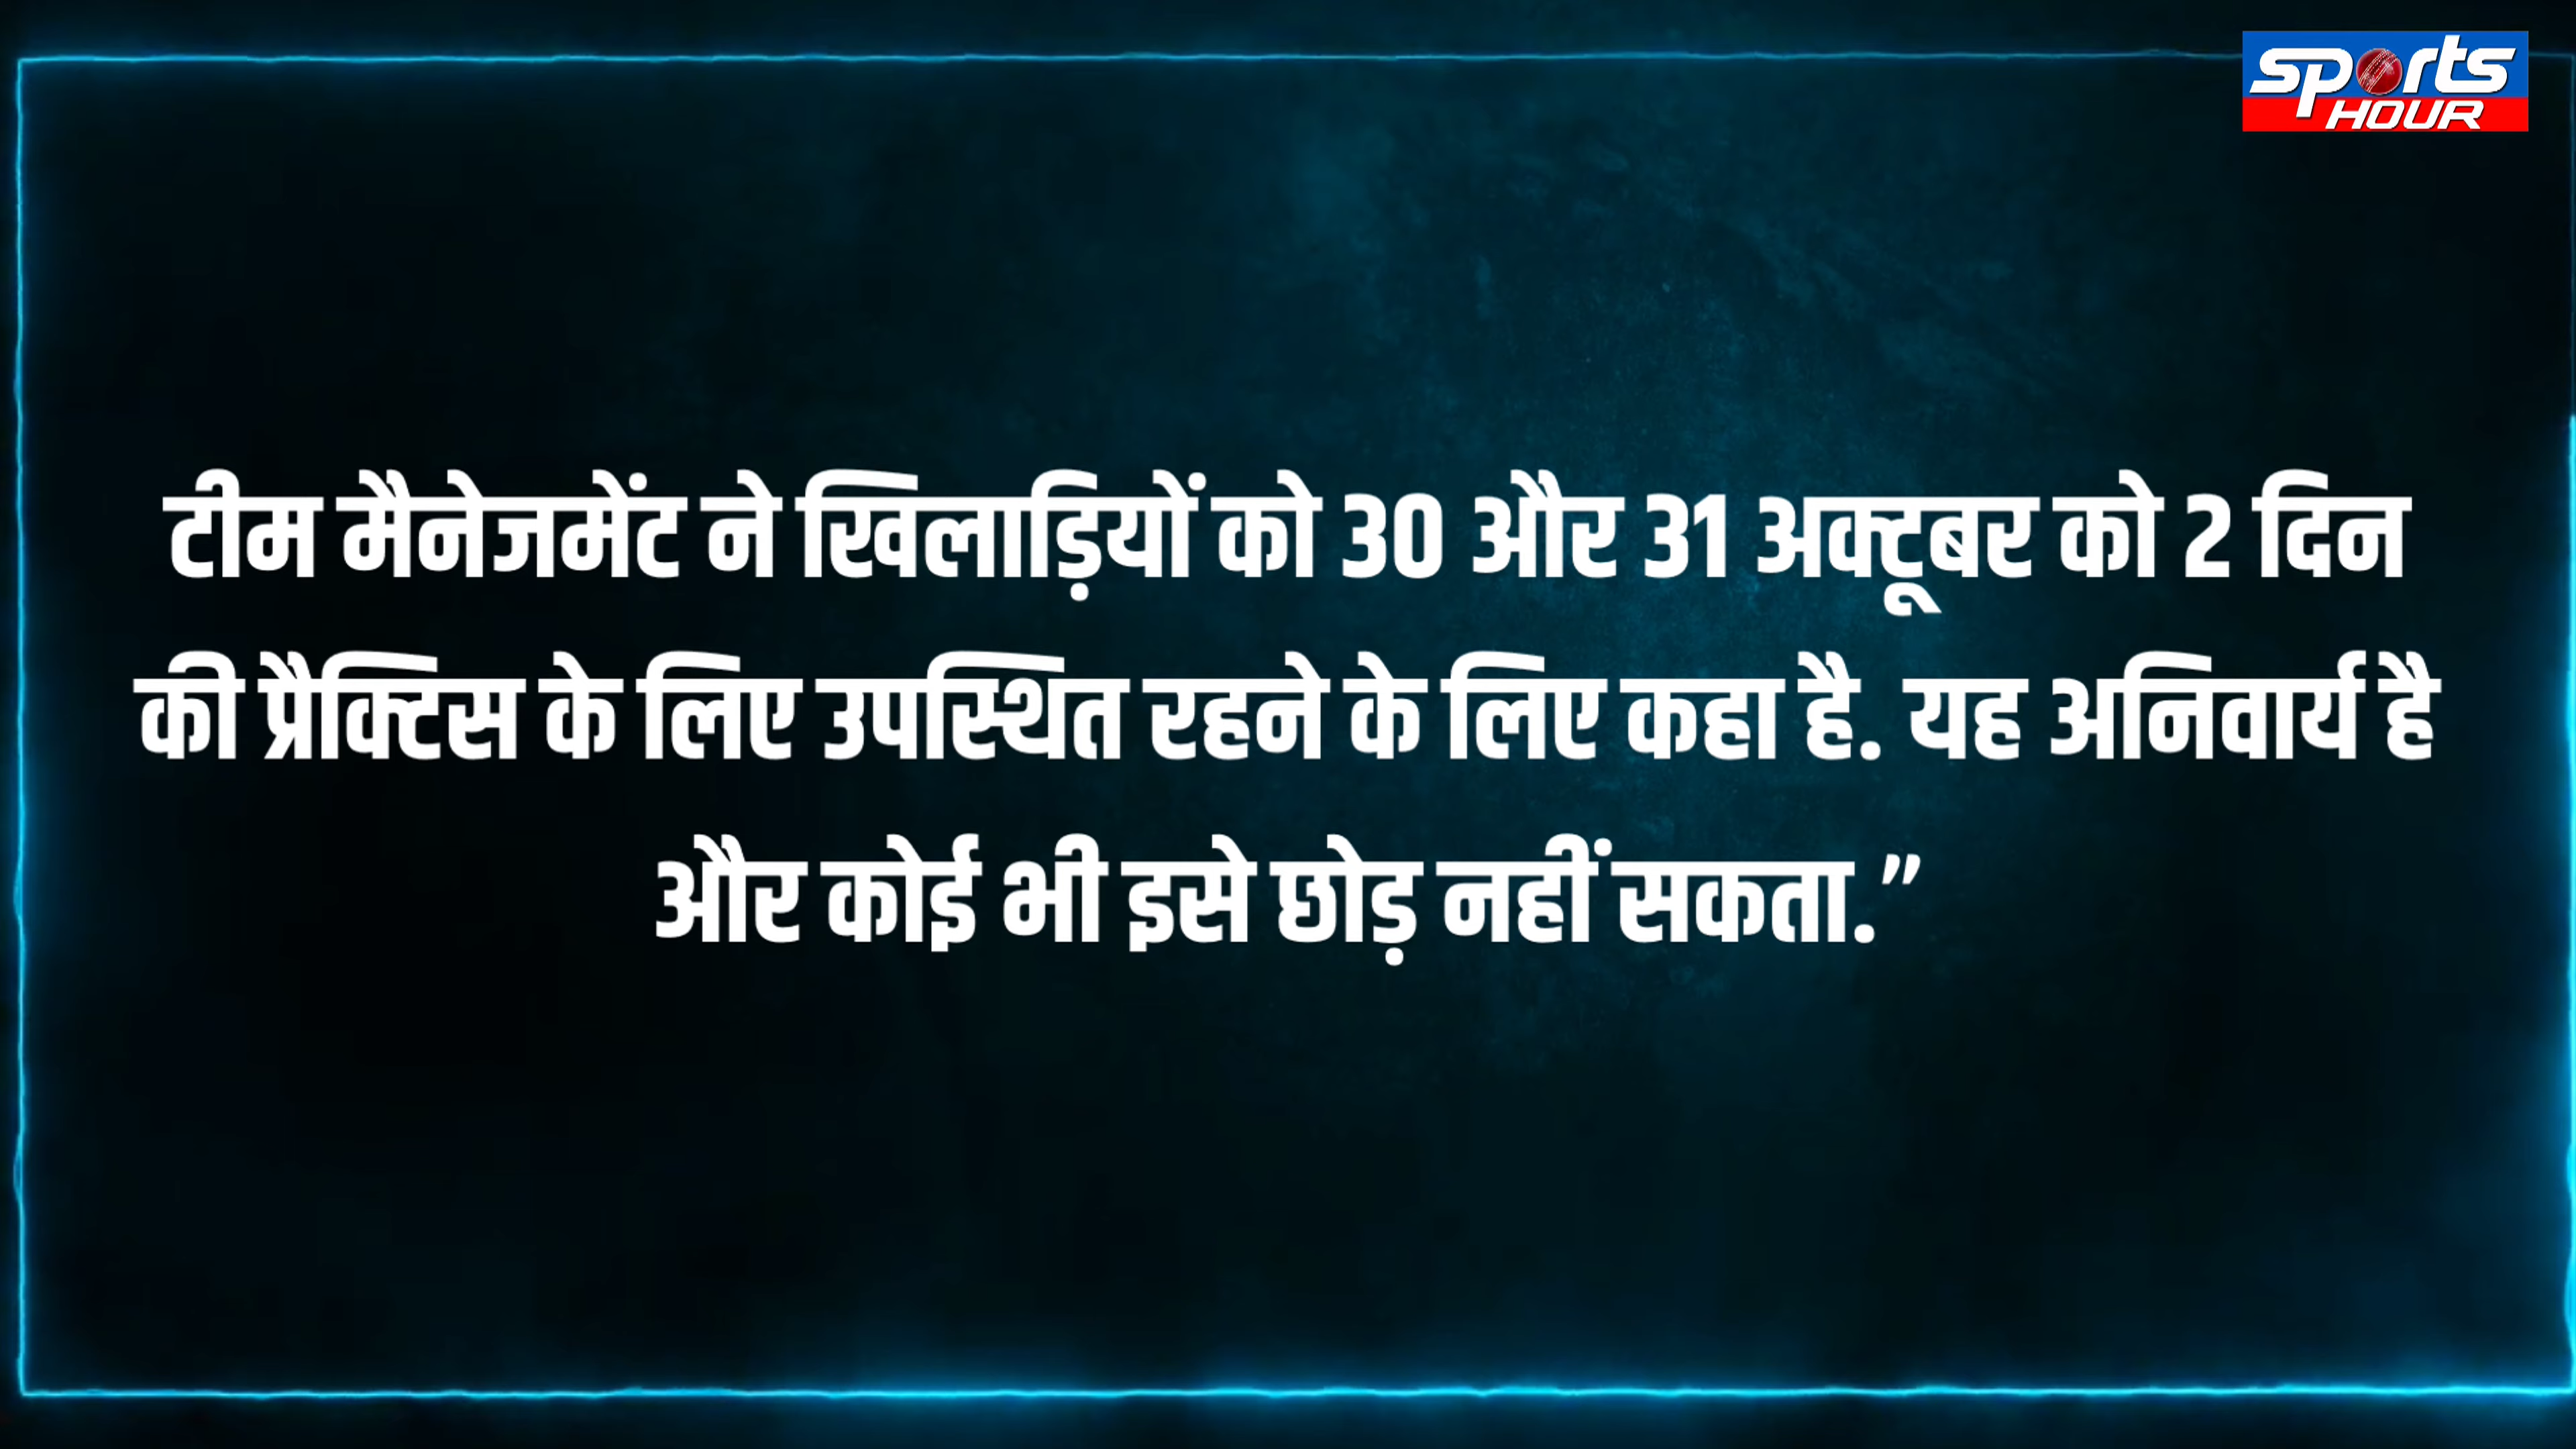 sports
HOUR
टीम मैनेजमेंट ने खिलाड़ियों को 30 और 31 अक्टूबर को 2 दिन
की प्रैक्टिस के लिए उपस्थित रहने के लिए कहा है. यह अनिवार्य है
और कोई भी इसे छोड़ नहीं सकता.”